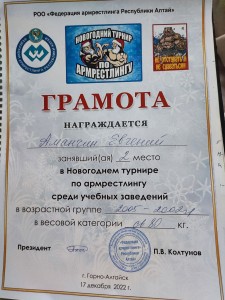 РОО «Федерация армрестлинга Республики Алтай»
НОВОГОДНИЙ ТУРНИР
ПО
АРМРЕСТЛИНГУ
ГРАМОТА
НАГРАЖДАЕТСЯ
Евгений
занявший(ая) 2 место
в Новогоднем турнире
по армрестлингу
среди учебных заведений
в возрастной группе 2005-
в весовой категории кг.
Президент П.В. Колтунов
г. Горно-Алтайск
17 декабря 2022 г.